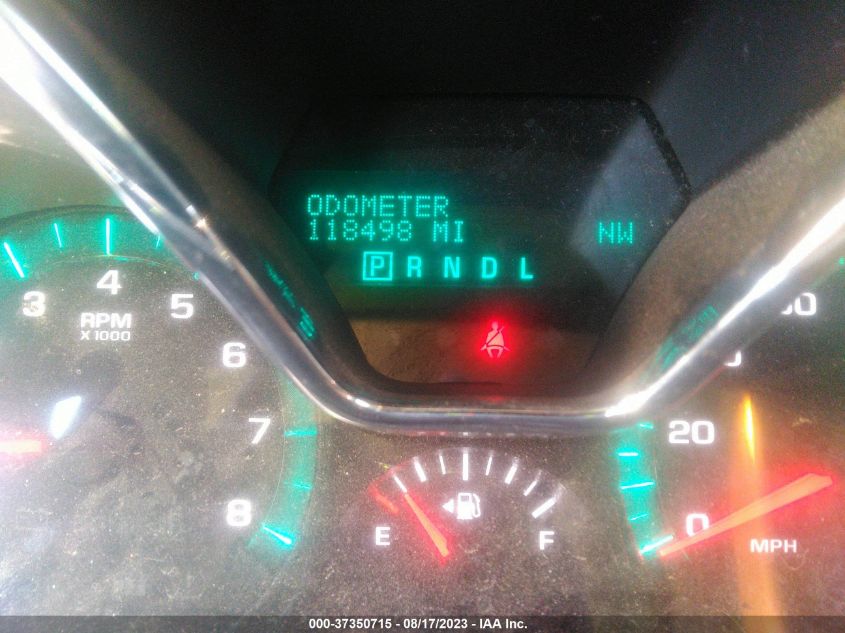 ODOMETER
118498 MI NW
P R N D L
3 4 5 6 7 8
RPM
X 1000
E F
20
0
MPH
000-37350715 - 08/17/2023 - IAA Inc.